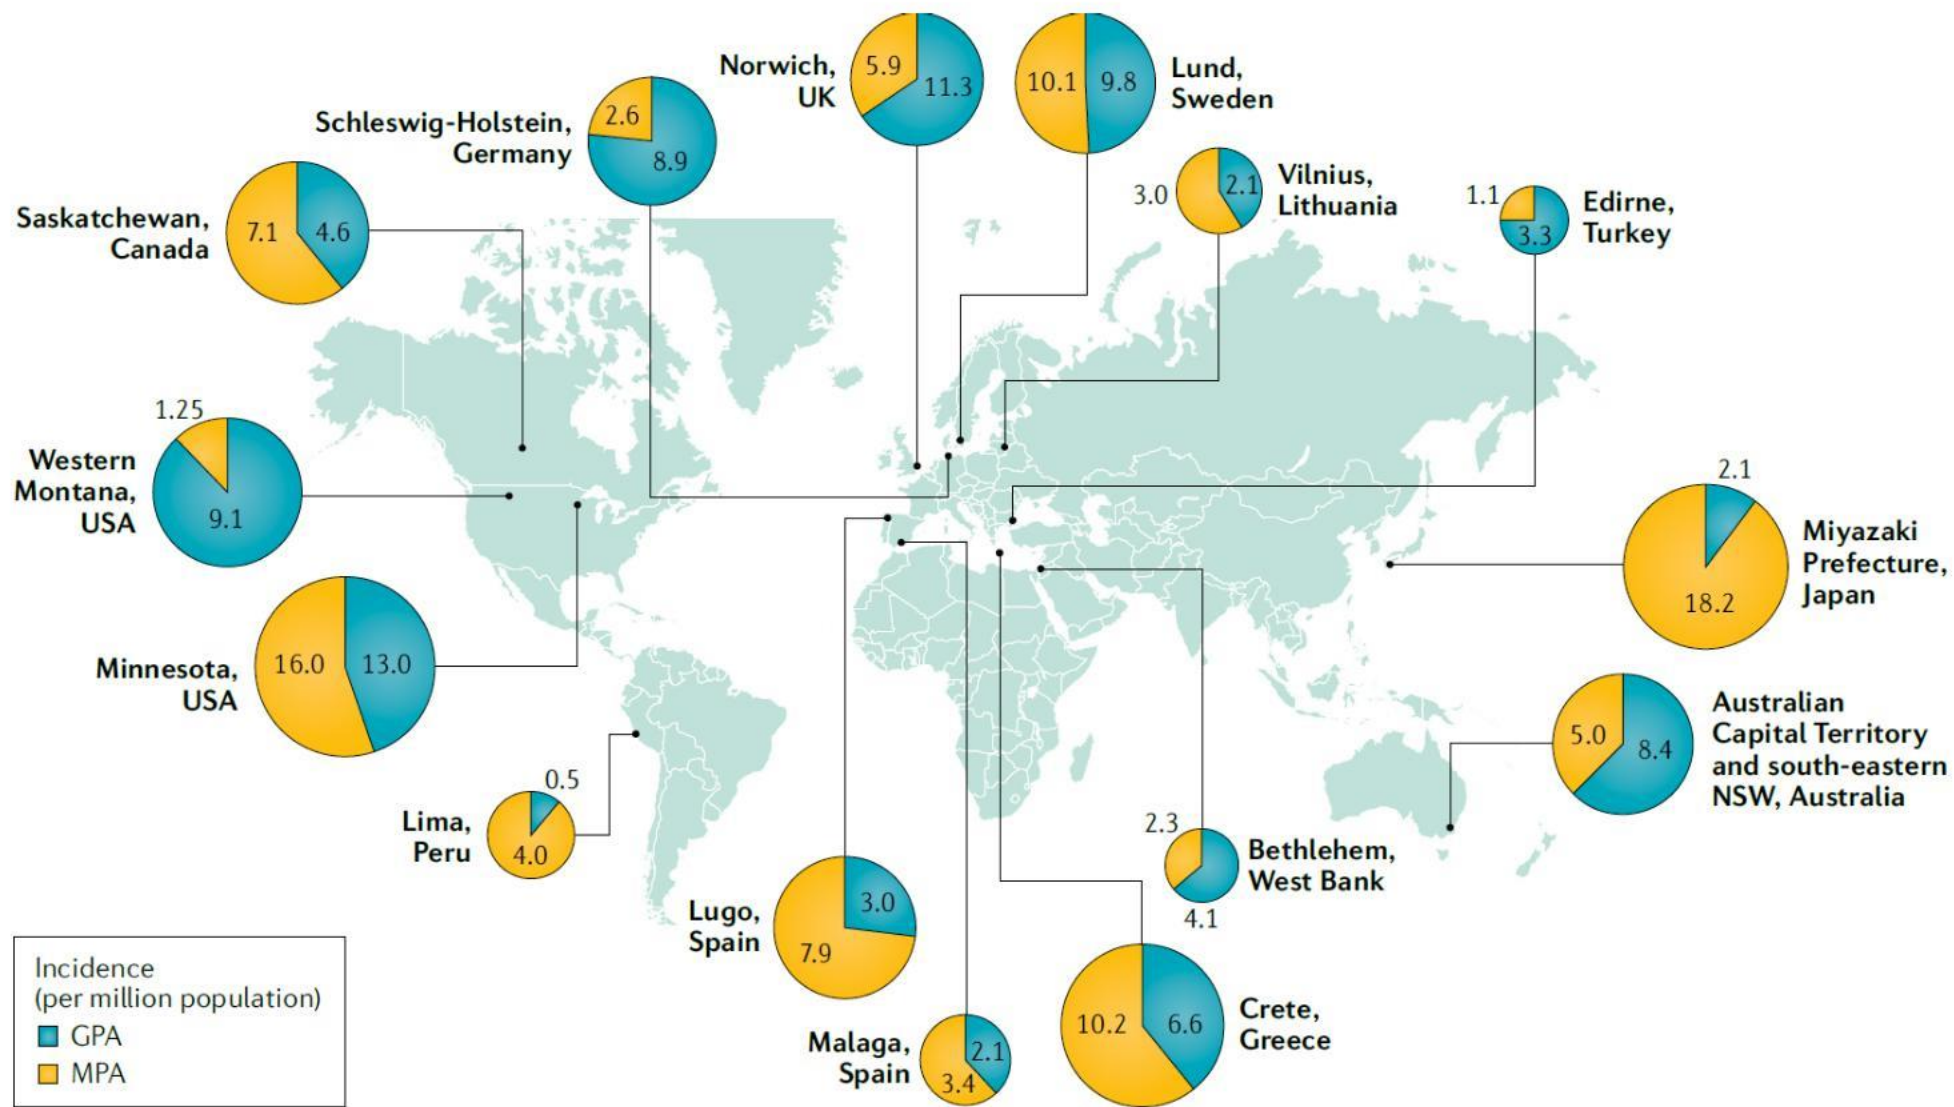 Norwich,
UK
5.9
11.3
10.1
9.8
Lund,
Sweden
Schleswig-Holstein,
Germany
2.6
8.9
3.0
2.1
Vilnius,
Lithuania
1.1
3.3
Edirne,
Turkey
Saskatchewan,
Canada
7.1
4.6
1.25
Western
Montana,
USA
9.1
2.1
18.2
Miyazaki
Prefecture,
Japan
Minnesota,
USA
16.0
13.0
5.0
8.4
Australian
Capital Territory
and south-eastern
NSW, Australia
Lima,
Peru
0.5
4.0
2.3
4.1
Bethlehem,
West Bank
Lugo,
Spain
3.0
7.9
Malaga,
Spain
2.1
3.4
10.2
6.6
Crete,
Greece
Incidence
(per million population)
GPA
MPA